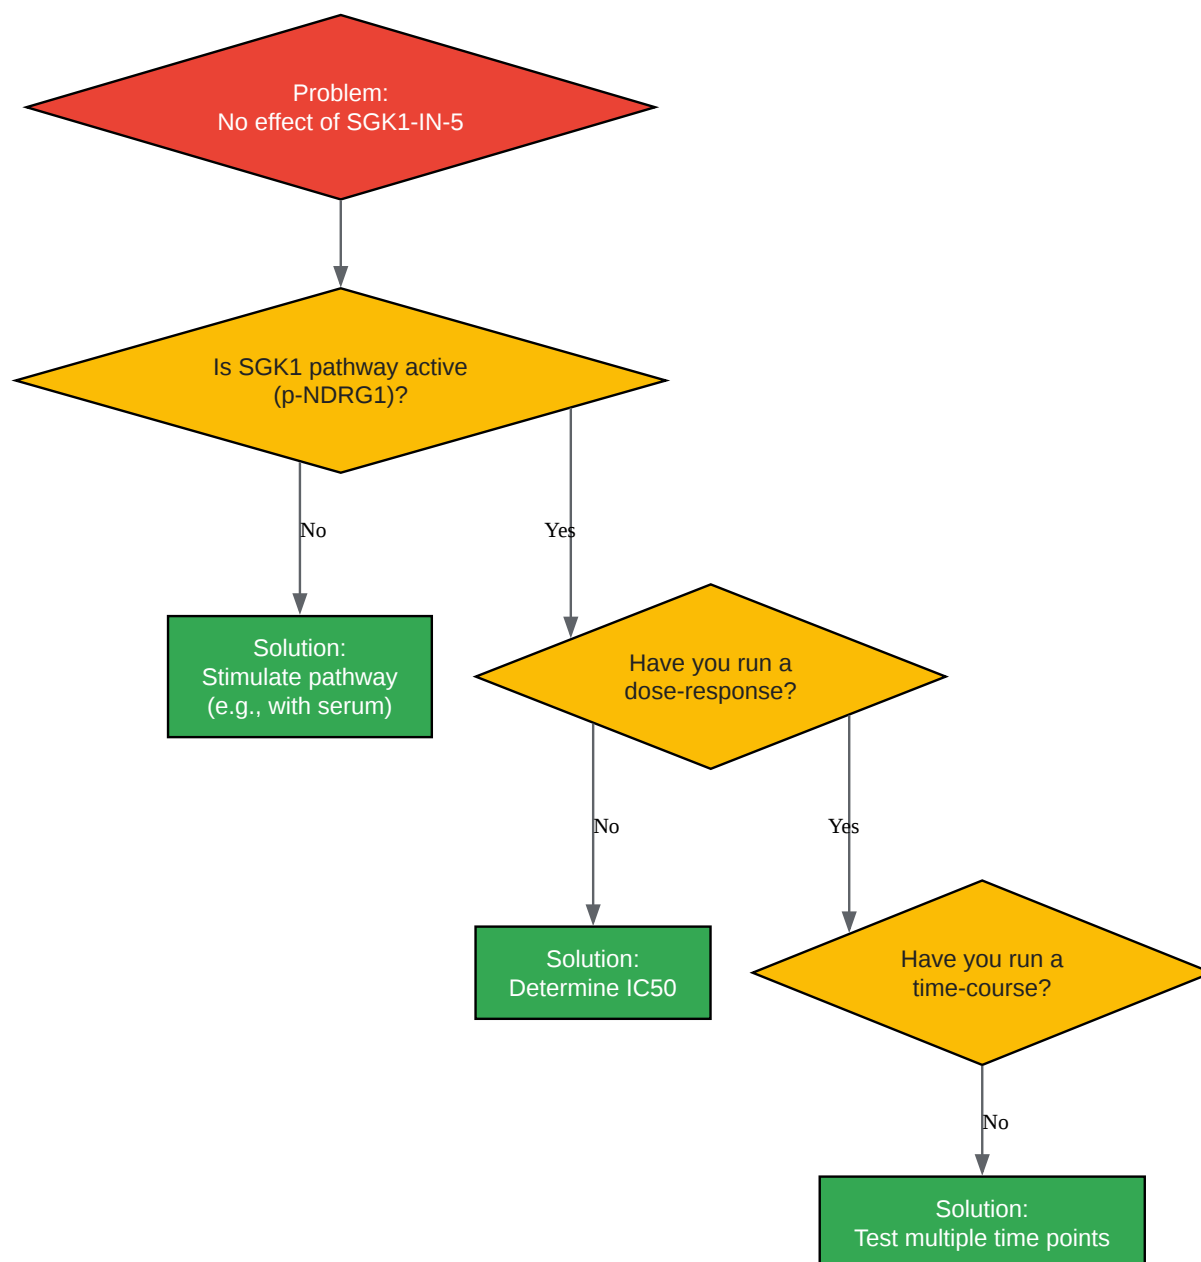 Problem:
No effect of SGK1-IN-5
Is SGK1 pathway active
(p-NDRG1)?
No
Yes
Solution:
Stimulate pathway
(e.g., with serum)
Have you run a
dose-response?
No
Yes
Solution:
Determine IC50
Have you run a
time-course?
No
Solution:
Test multiple time points